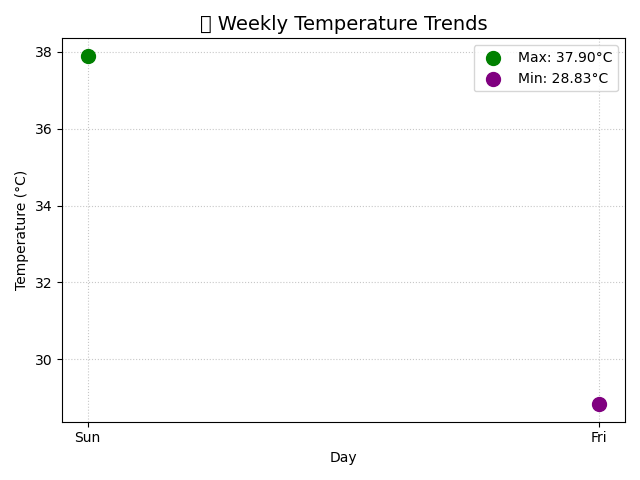 Weekly Temperature Trends
Max: 37.90°C
Min: 28.83°C
Temperature (°C)
38
36
34
32
30
Sun
Fri
Day